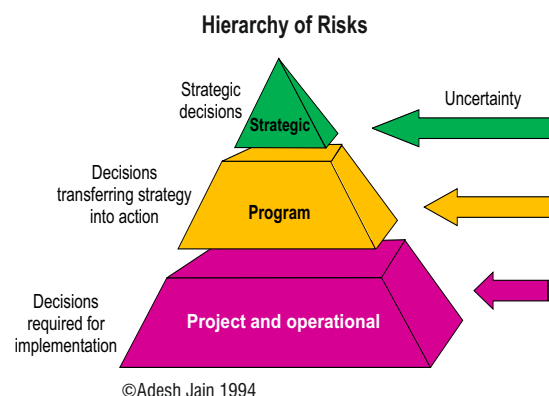 Hierarchy of Risks
Strategic
decisions
Strategic
Uncertainty
Decisions
transferring strategy
into action
Program
Decisions
required for
implementation
Project and operational
©Adesh Jain 1994